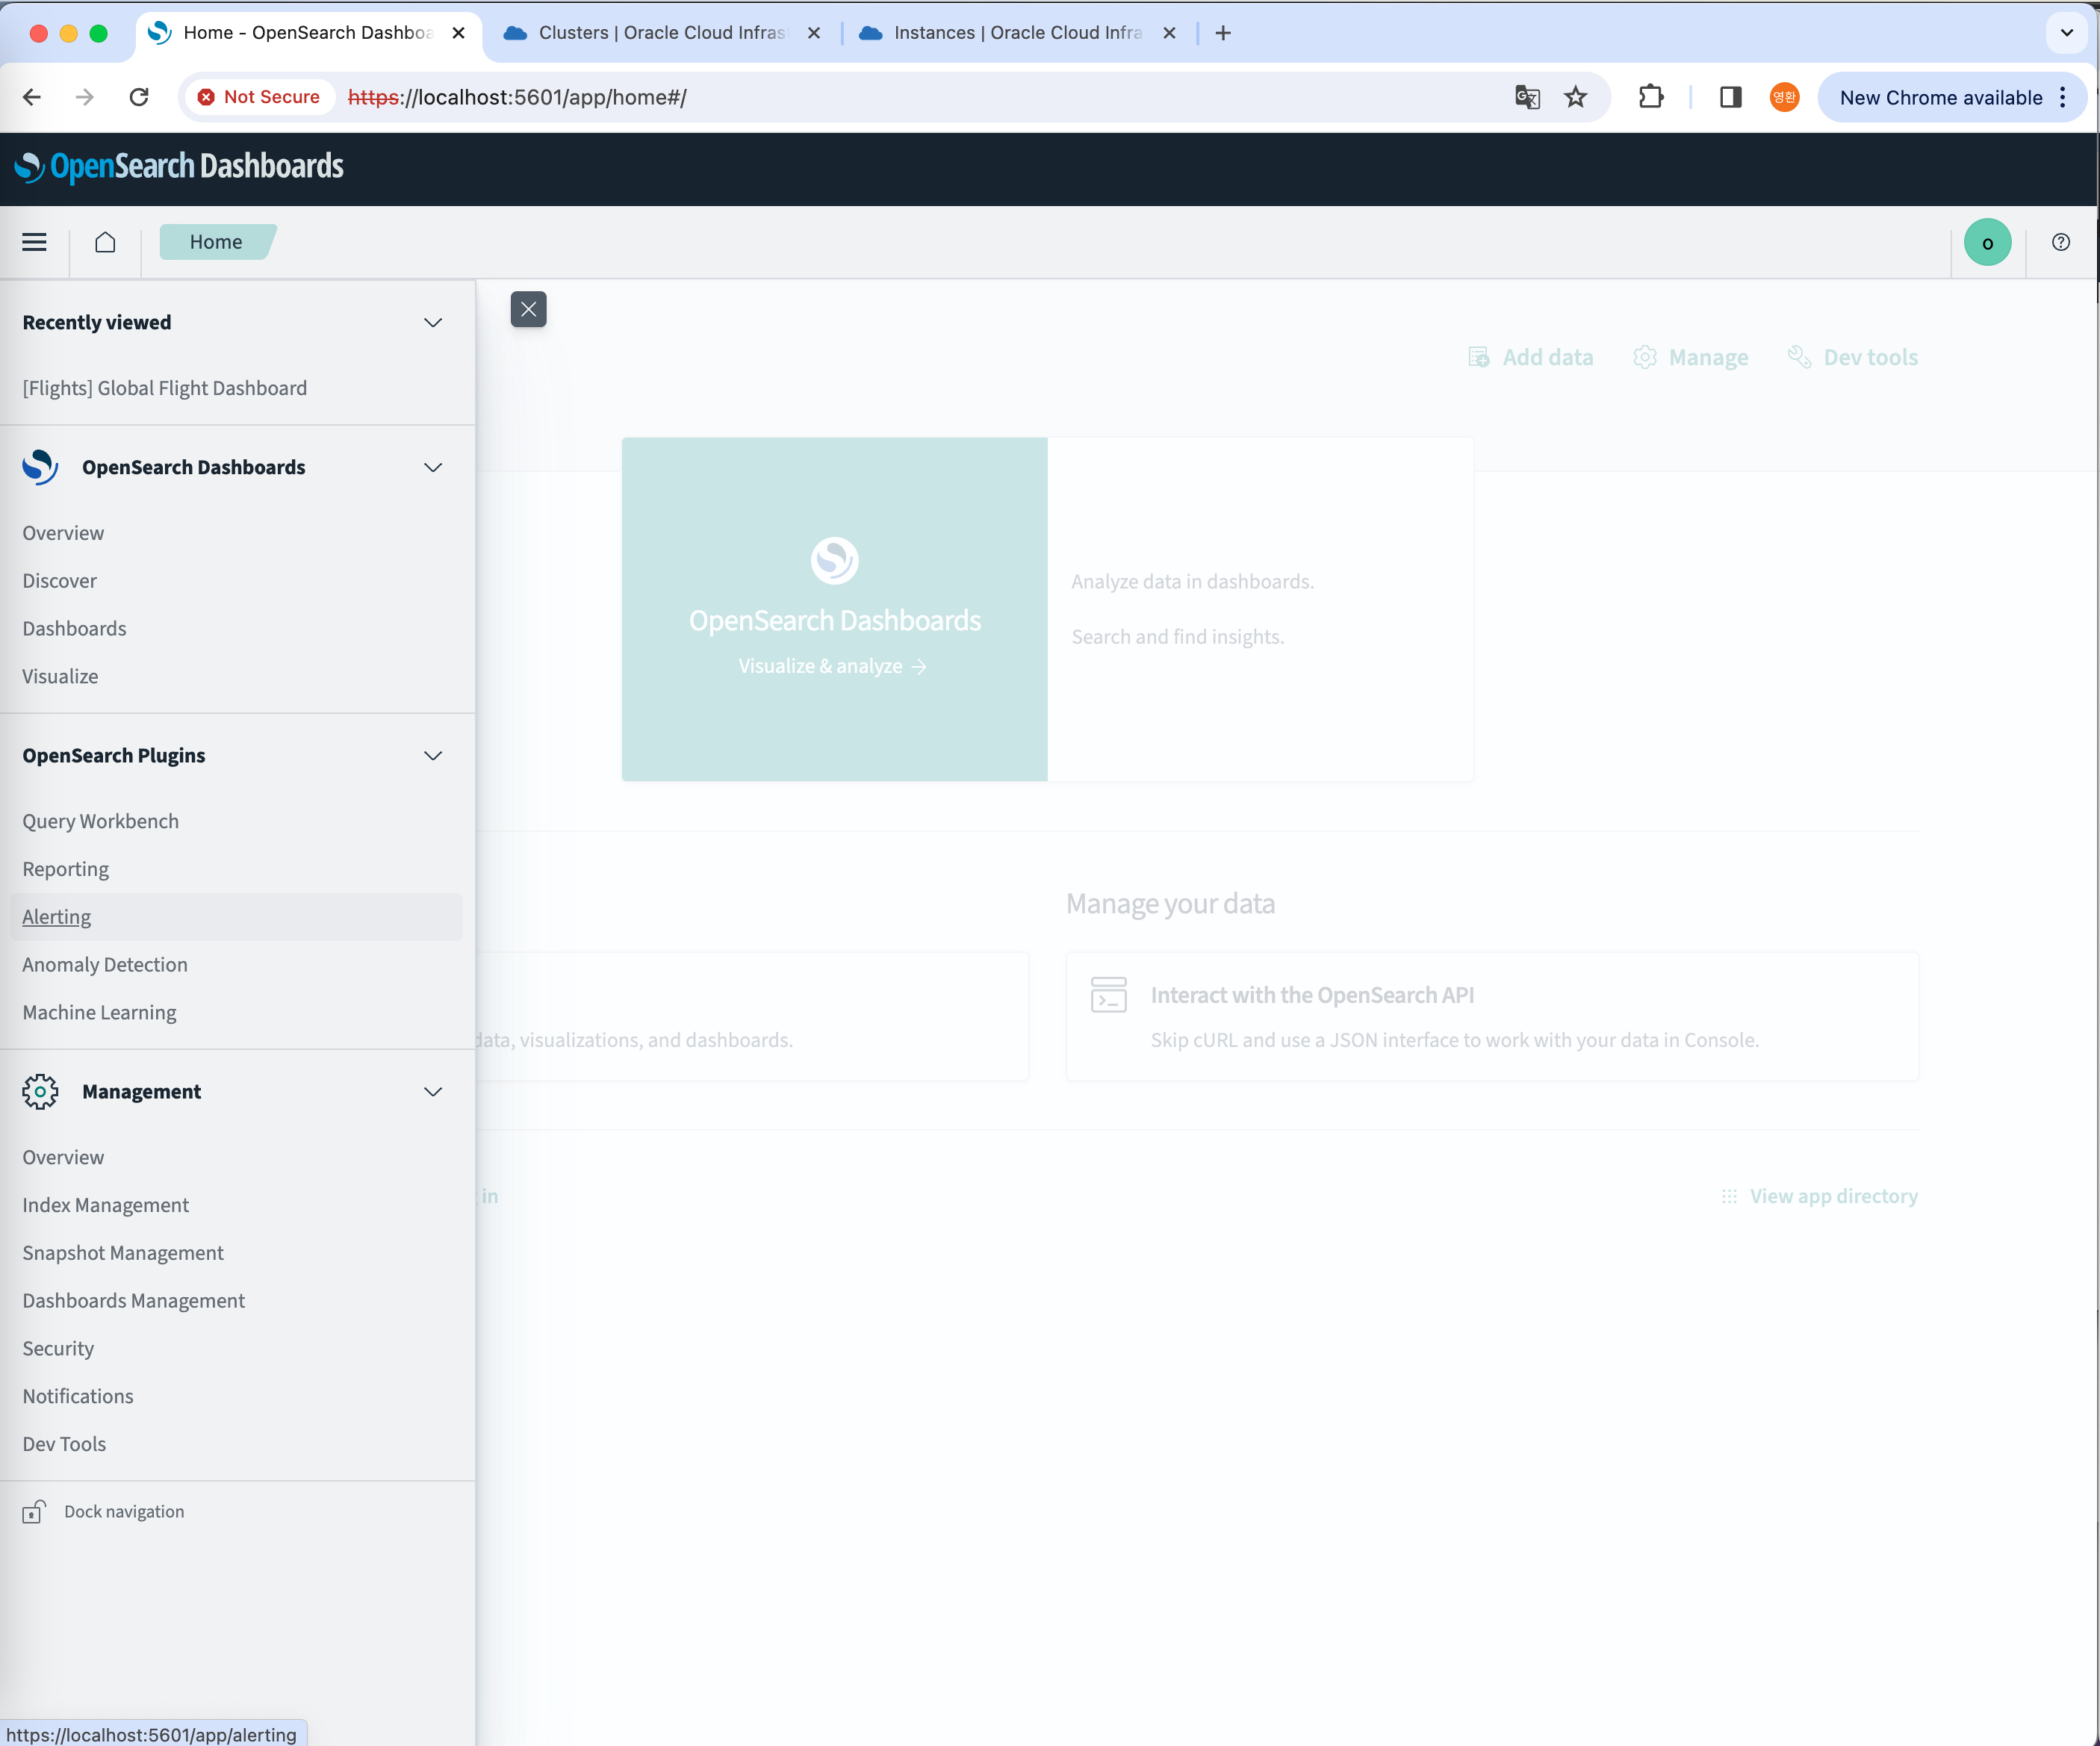 Home - OpenSearch Dashboa
Clusters | Oracle Cloud Infras
Instances | Oracle Cloud Infra
Not Secure
https://localhost:5601/app/home#/
영환
New Chrome available
OpenSearch Dashboards
Home
o
Recently viewed
[Flights] Global Flight Dashboard
OpenSearch Dashboards
Overview
Discover
Dashboards
Visualize
OpenSearch Plugins
Query Workbench
Reporting
Alerting
Anomaly Detection
Machine Learning
Management
Overview
Index Management
Snapshot Management
Dashboards Management
Security
Notifications
Dev Tools
Dock navigation
Add data
Manage
Dev tools
OpenSearch Dashboards
Visualize & analyze
Analyze data in dashboards.
Search and find insights.
Manage your data
data, visualizations, and dashboards.
Interact with the OpenSearch API
Skip cURL and use a JSON interface to work with your data in Console.
in
View app directory
https://localhost:5601/app/alerting